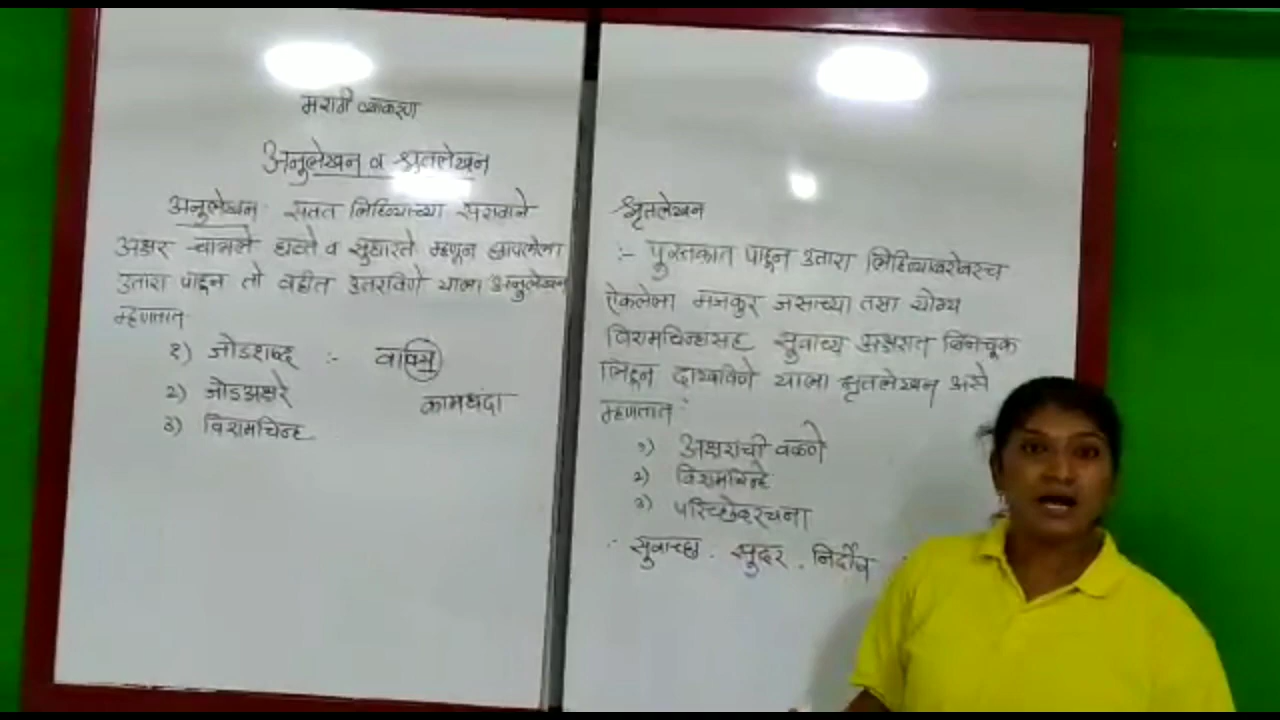 मराठी व्याकरण
अनुलेखन व श्रुतलेखन
अनुलेखन: सतत लिहिण्याच्या सरावाने
अक्षर चांगले होते व सुधारते म्हणून आपलेला
उतारा पाहून तो वहीत उतरविणे याला अनुलेखन
म्हणतात
१) जोडशब्द :-
२) जोडअक्षरे कामधंदा
३) विरामचिन्ह
श्रृतलेखन
:- पुस्तकात पाहून उतारा लिहिण्याबरोबरच
ऐकलेला मजकूर जसाच्या तसा योग्य
विरामचिन्हासह सुवाच्य अक्षरात बिनचूक
लिहून दाखविणे याला श्रृतलेखन असे
म्हणतात:
१) अक्षरांची वळणे
२) विरामचिन्हे
३) परिच्छेदरचना
:- सुवाच्छ . सुदर . निर्दोष